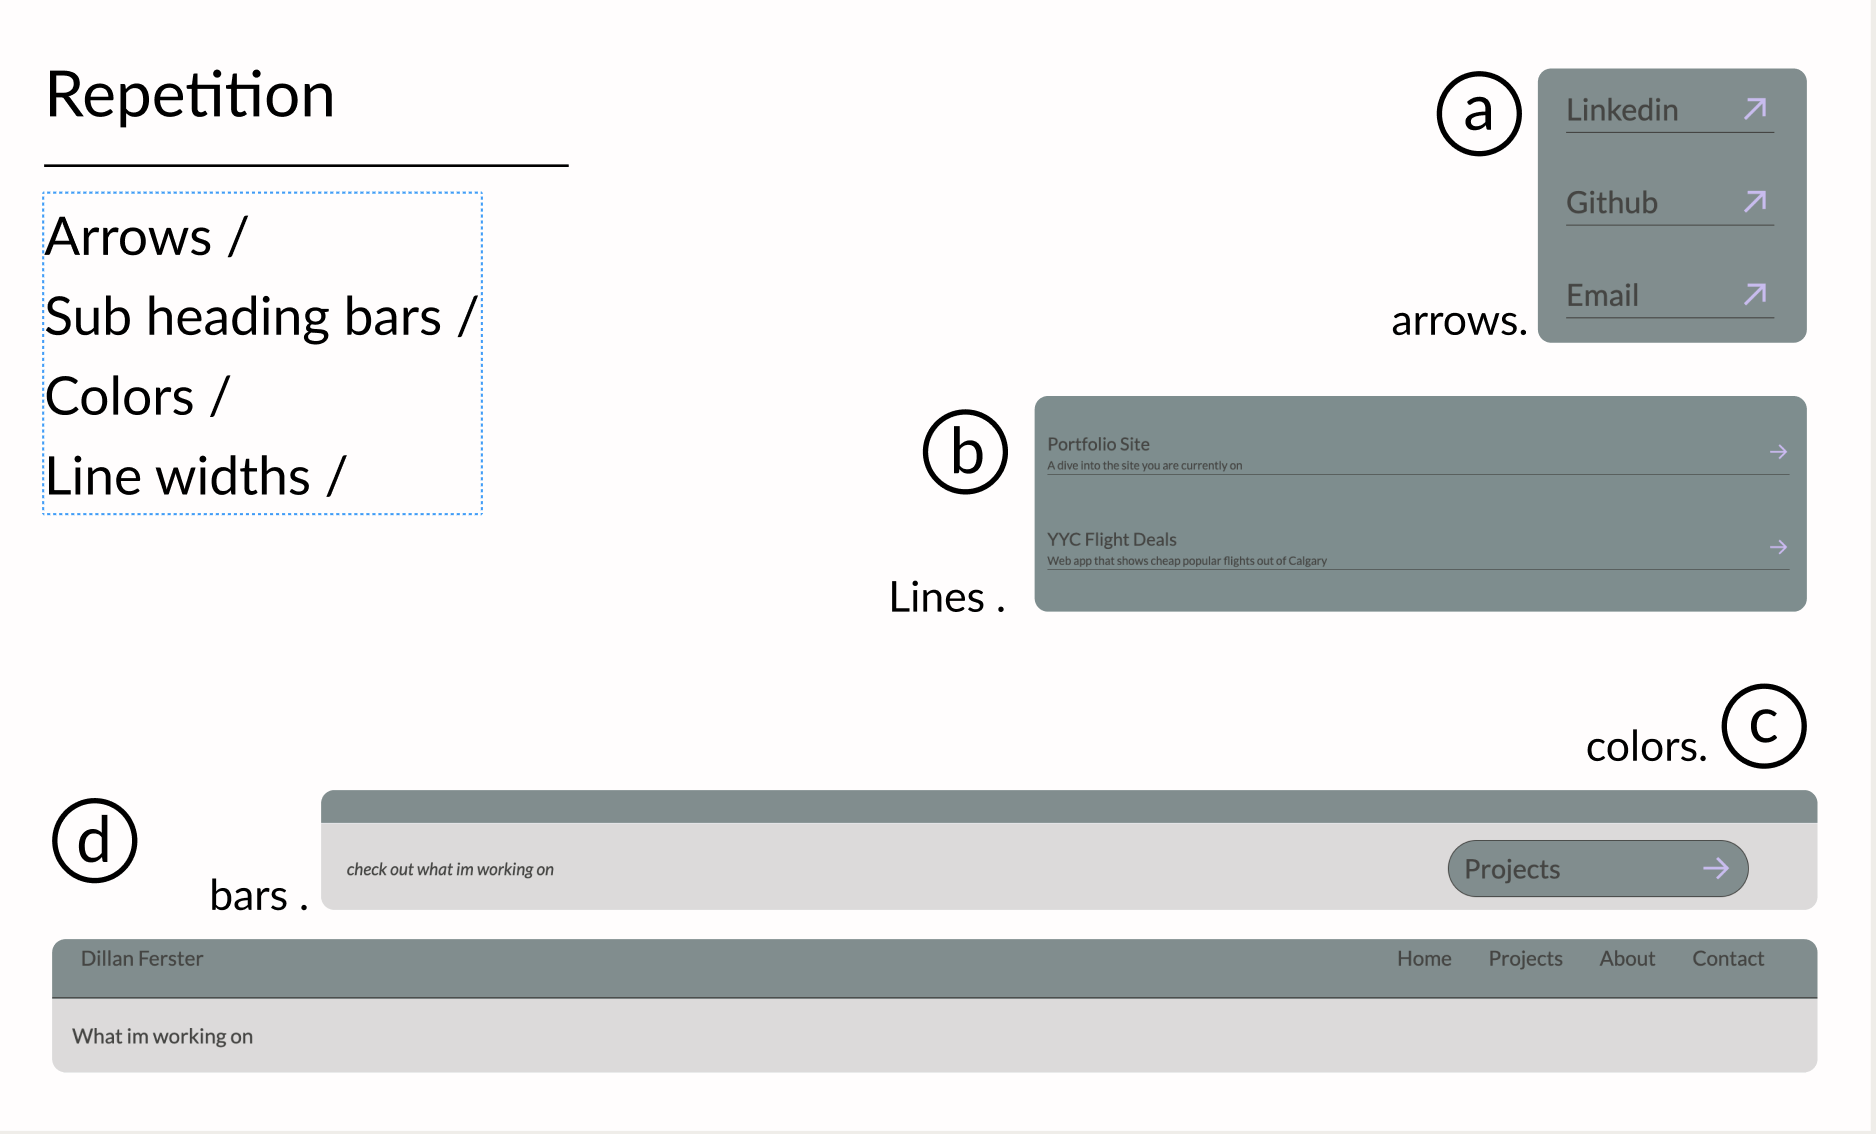 Repetition
Arrows /
Sub heading bars /
Colors /
Line widths /
a
Linkedin
Github
Email
arrows.
b
Portfolio Site
A dive into the site you are currently on
YYC Flight Deals
Web app that shows cheap popular flights out of Calgary
Lines .
colors.
c
d
bars .
check out what im working on
Projects
Dillan Ferster
Home Projects About Contact
What im working on